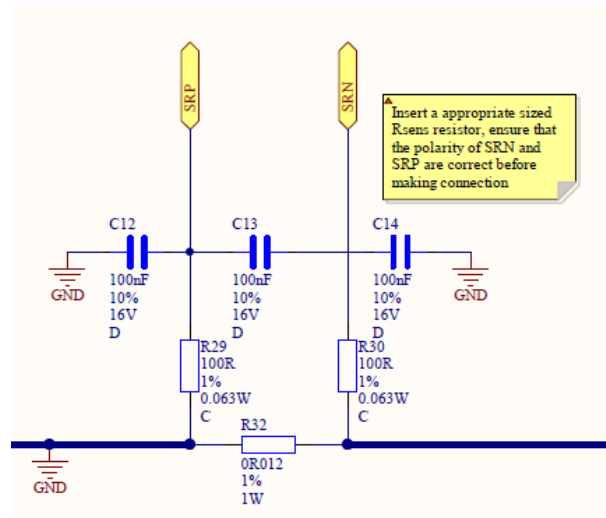 SRP
SRN
Insert a appropriate sized
Rsens resistor, ensure that
the polarity of SRN and
SRP are correct before
making connection
C12
C13
C14
GND
100nF
10%
16V
D
100nF
10%
16V
D
100nF
10%
16V
D
GND
R29
100R
1%
0.063W
C
R30
100R
1%
0.063W
C
R32
0R012
1%
1W
GND